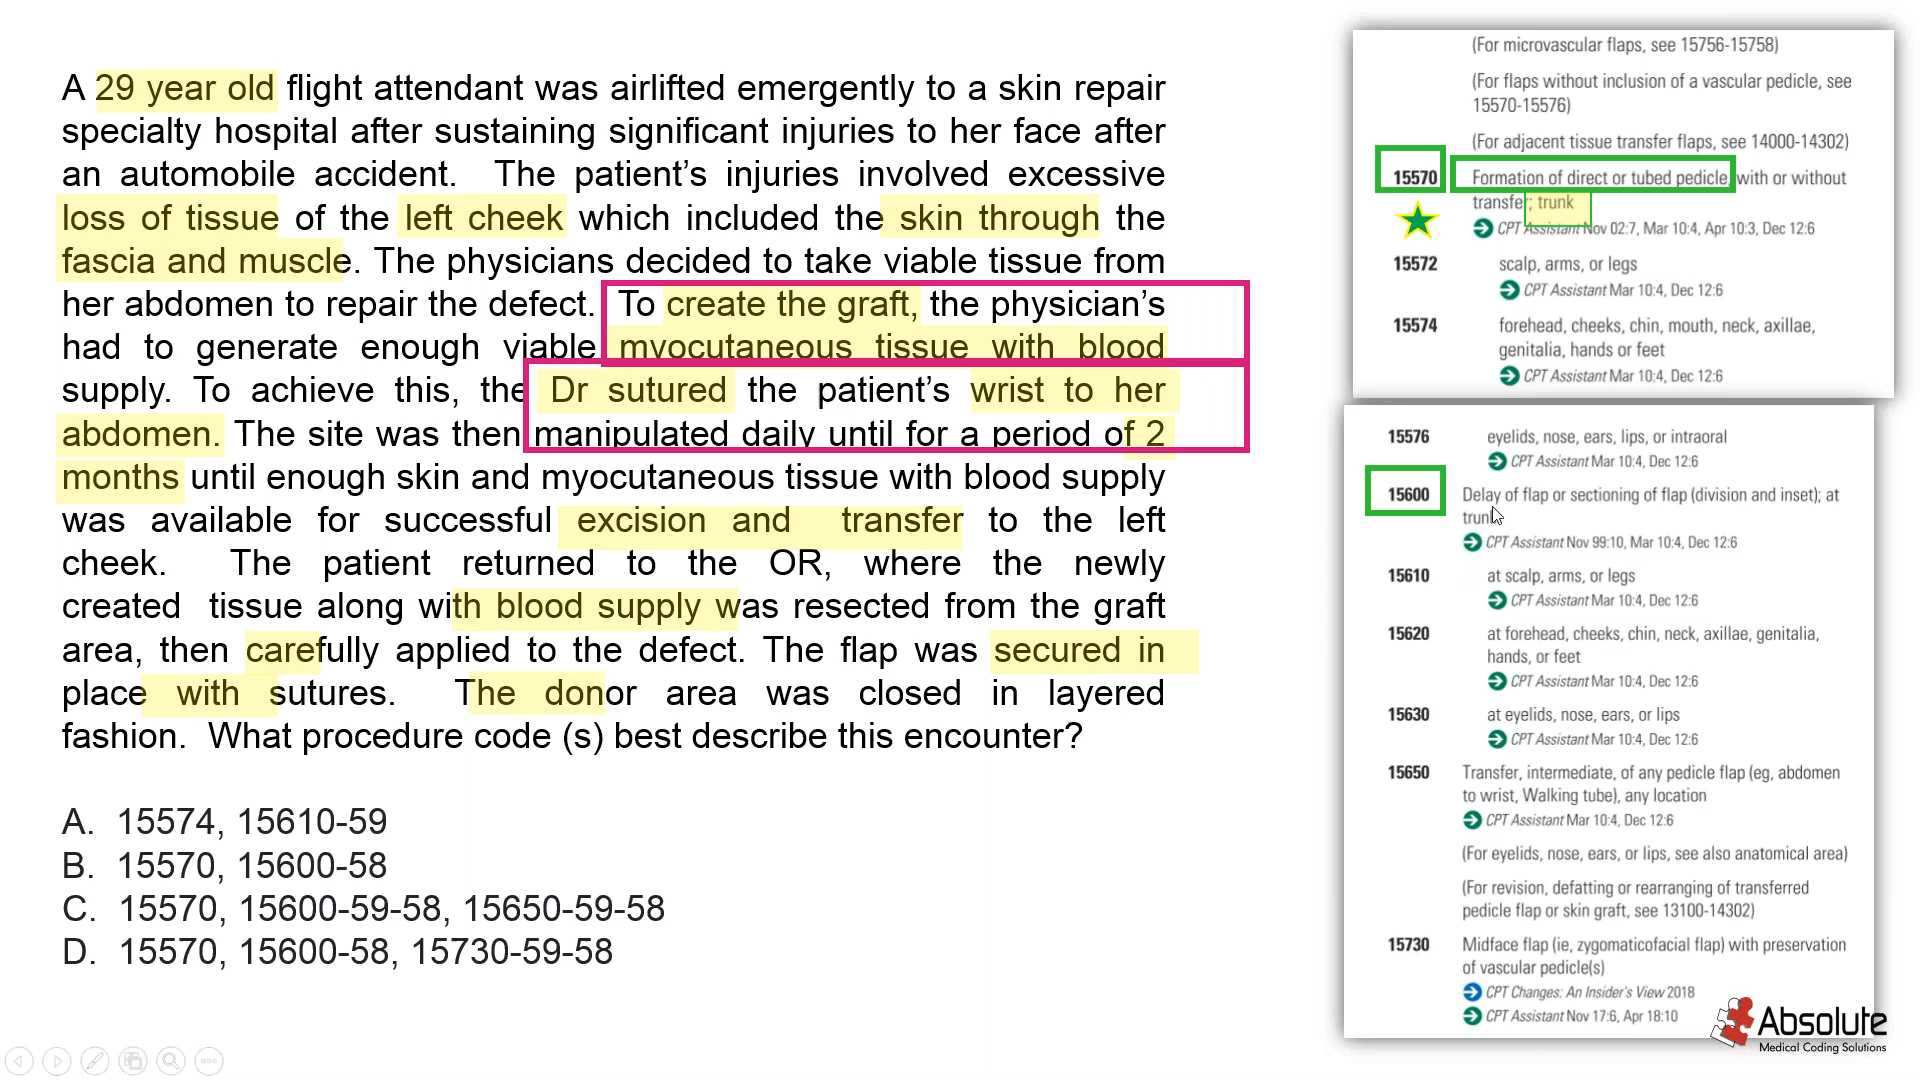 A 29 year old flight attendant was airlifted emergently to a skin repair
specialty hospital after sustaining significant injuries to her face after
an automobile accident. The patient’s injuries involved excessive
loss of tissue of the left cheek which included the skin through the
fascia and muscle. The physicians decided to take viable tissue from
her abdomen to repair the defect. To create the graft, the physician’s
had to generate enough viable myocutaneous tissue with blood
supply. To achieve this, the Dr sutured the patient’s wrist to her
abdomen. The site was then manipulated daily until for a period of 2
months until enough skin and myocutaneous tissue with blood supply
was available for successful excision and transfer to the left
cheek. The patient returned to the OR, where the newly
created tissue along with blood supply was resected from the graft
area, then carefully applied to the defect. The flap was secured in
place with sutures. The donor area was closed in layered
fashion. What procedure code (s) best describe this encounter?
A. 15574, 15610-59
B. 15570, 15600-58
C. 15570, 15600-59-58, 15650-59-58
D. 15570, 15600-58, 15730-59-58
(For microvascular flaps, see 15756-15758)
(For flaps without inclusion of a vascular pedicle, see
15570-15576)
(For adjacent tissue transfer flaps, see 14000-14302)
15570 Formation of direct or tubed pedicle, with or without
transfer; trunk
CPT Assistant Nov 02:7, Mar 10:4, Apr 10:3, Dec 12:6
15572 scalp, arms, or legs
CPT Assistant Mar 10:4, Dec 12:6
15574 forehead, cheeks, chin, mouth, neck, axillae,
genitalia, hands or feet
CPT Assistant Mar 10:4, Dec 12:6
15576 eyelids, nose, ears, lips, or intraoral
CPT Assistant Mar 10:4, Dec 12:6
15600 Delay of flap or sectioning of flap (division and inset); at
trunk
CPT Assistant Nov 99:10, Mar 10:4, Dec 12:6
15610 at scalp, arms, or legs
CPT Assistant Mar 10:4, Dec 12:6
15620 at forehead, cheeks, chin, neck, axillae, genitalia,
hands, or feet
CPT Assistant Mar 10:4, Dec 12:6
15630 at eyelids, nose, ears, or lips
CPT Assistant Mar 10:4, Dec 12:6
15650 Transfer, intermediate, of any pedicle flap (eg, abdomen
to wrist, Walking tube), any location
CPT Assistant Mar 10:4, Dec 12:6
(For eyelids, nose, ears, or lips, see also anatomical area)
(For revision, defatting or rearranging of transferred
pedicle flap or skin graft, see 13100-14302)
15730 Midface flap (ie, zygomaticofacial flap) with preservation
of vascular pedicle(s)
CPT Changes: An Insider's View 2018
CPT Assistant Nov 17:6, Apr 18:10
Absolute
Medical Coding Solutions